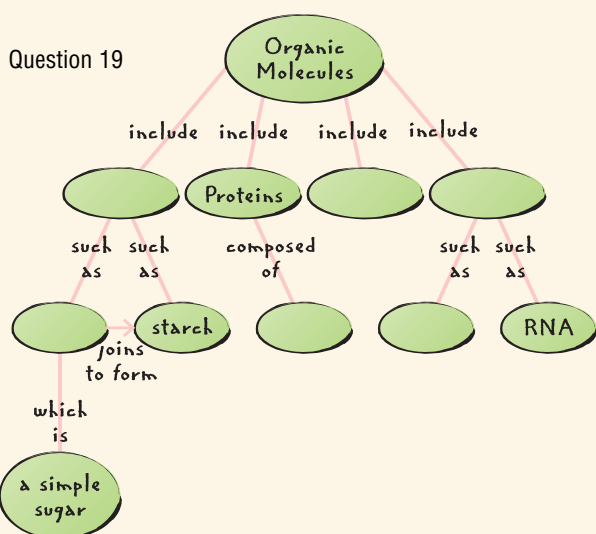 Question 19
Organic
Molecules
include include include include
Proteins
such such composed such such
as as of as as
starch RNA
joins
to form
which
is
a simple
sugar